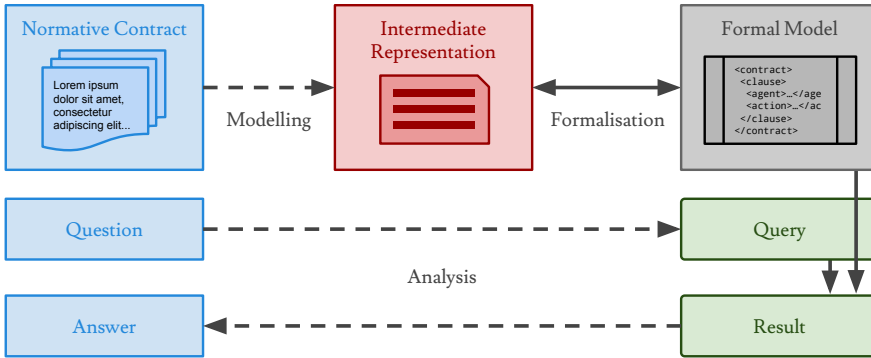 Normative Contract
Lorem ipsum
dolor sit amet,
consectetur
adipiscing elit...
Modelling
Intermediate
Representation
Formalisation
Formal Model
<contract>
<clause>
<agent>…</age
<action>…</ac
</clause>
</contract>
Question
Query
Analysis
Answer
Result